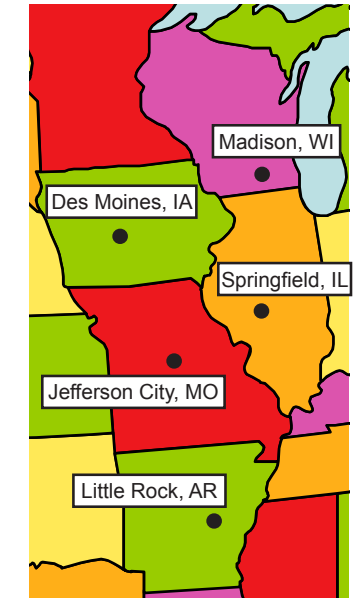 Madison, WI
Des Moines, IA
Springfield, IL
Jefferson City, MO
Little Rock, AR